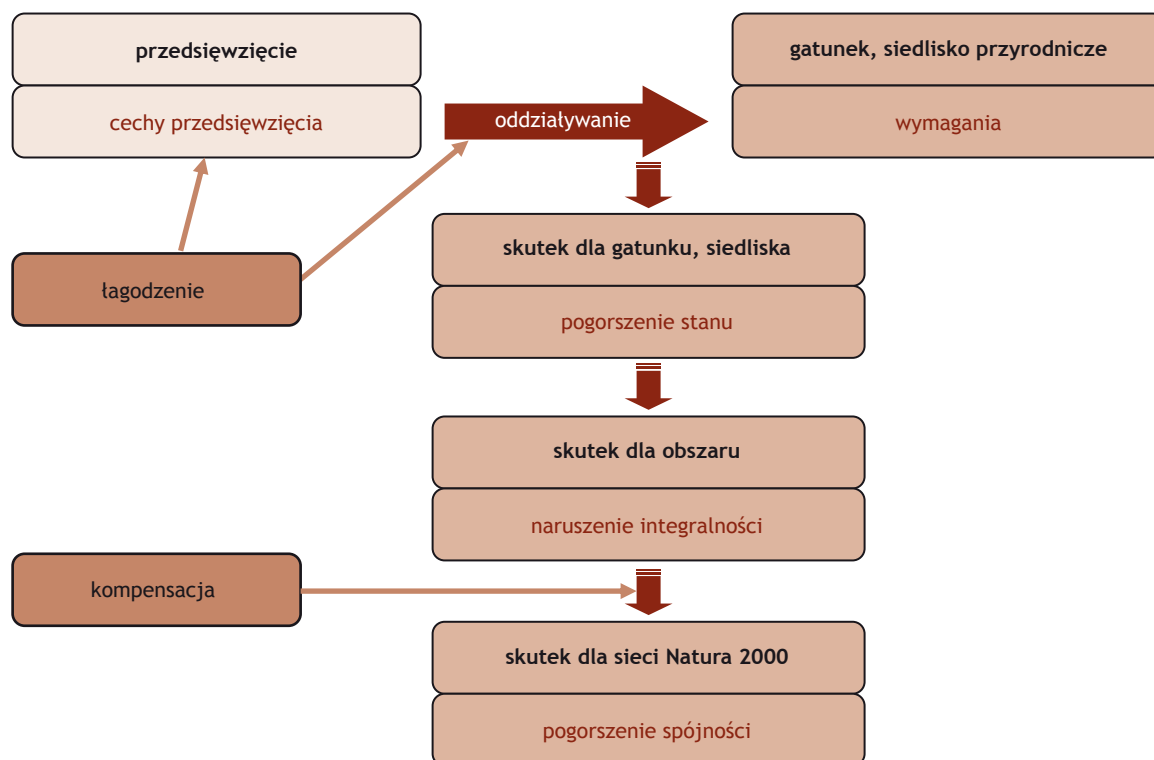 przedsięwzięcie
cechy przedsięwzięcia
oddziaływanie
gatunek, siedlisko przyrodnicze
wymagania
skutek dla gatunku, siedliska
pogorszenie stanu
łagodzenie
skutek dla obszaru
naruszenie integralności
kompensacja
skutek dla sieci Natura 2000
pogorszenie spójności